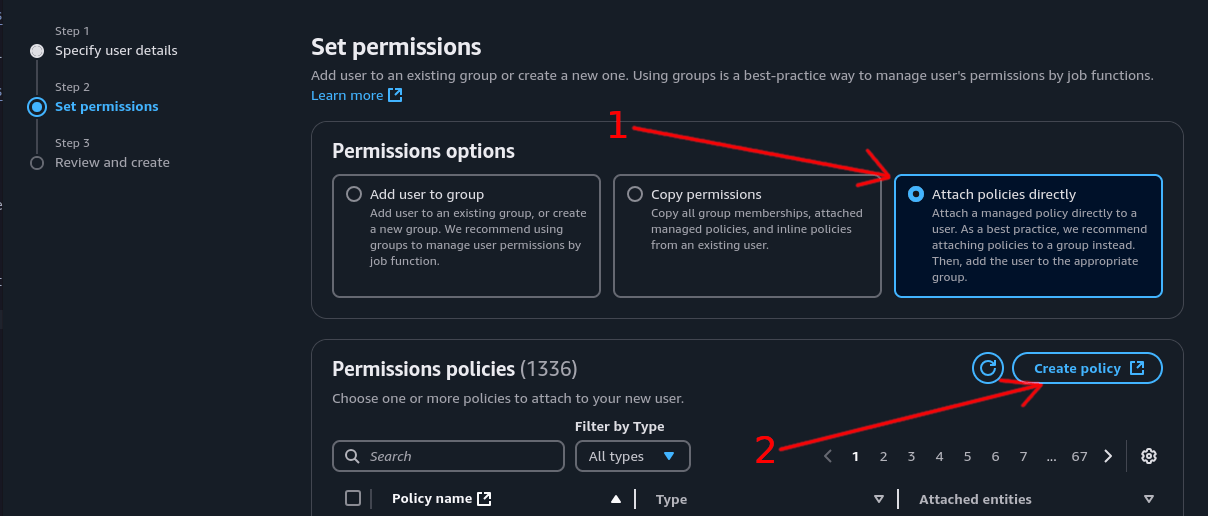 Step 1
Specify user details
Step 2
Set permissions
Step 3
Review and create
Set permissions
Add user to an existing group or create a new one. Using groups is a best-practice way to manage user's permissions by job functions.
Learn more
1
Permissions options
Add user to group
Add user to an existing group, or create
a new group. We recommend using
groups to manage user permissions by
job function.
Copy permissions
Copy all group memberships, attached
managed policies, and inline policies
from an existing user.
Attach policies directly
Attach a managed policy directly to a
user. As a best practice, we recommend
attaching policies to a group instead.
Then, add the user to the appropriate
group.
Permissions policies (1336)
Create policy
Choose one or more policies to attach to your new user.
2
Filter by Type
Search
All types
1 2 3 4 5 6 7 ... 67
Policy name
Type
Attached entities